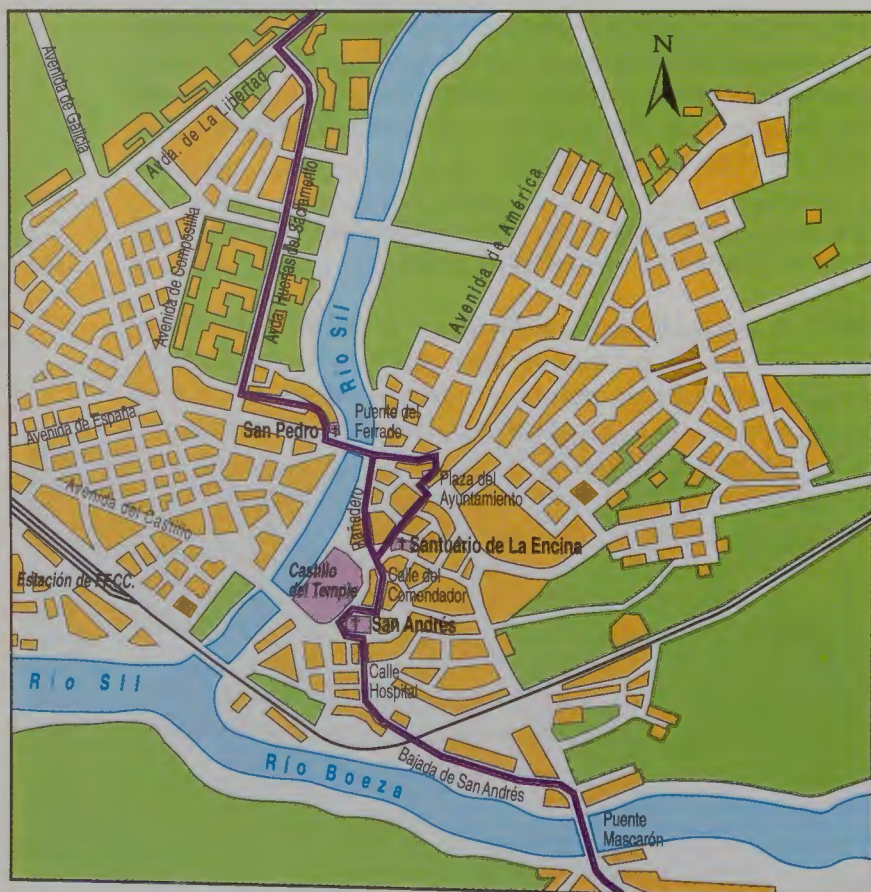 N
Avenida de Galicia
Avda. de La Libertad
Avenida de América
Avenida de Compostilla
Avda. Huertas del Sacramento
Río Sil
Puente del
Ferrado
San Pedro
Avenida de España
Plaza del
Ayuntamiento
Avenida del Castillo
Rañadero
Santuario de La Encina
Castillo
del Temple
Calle del
Comendador
Estación de FF.CC.
San Andrés
Calle
Hospital
Río Sil
Río Boeza
Bajada de San Andrés
Puente
Mascarón